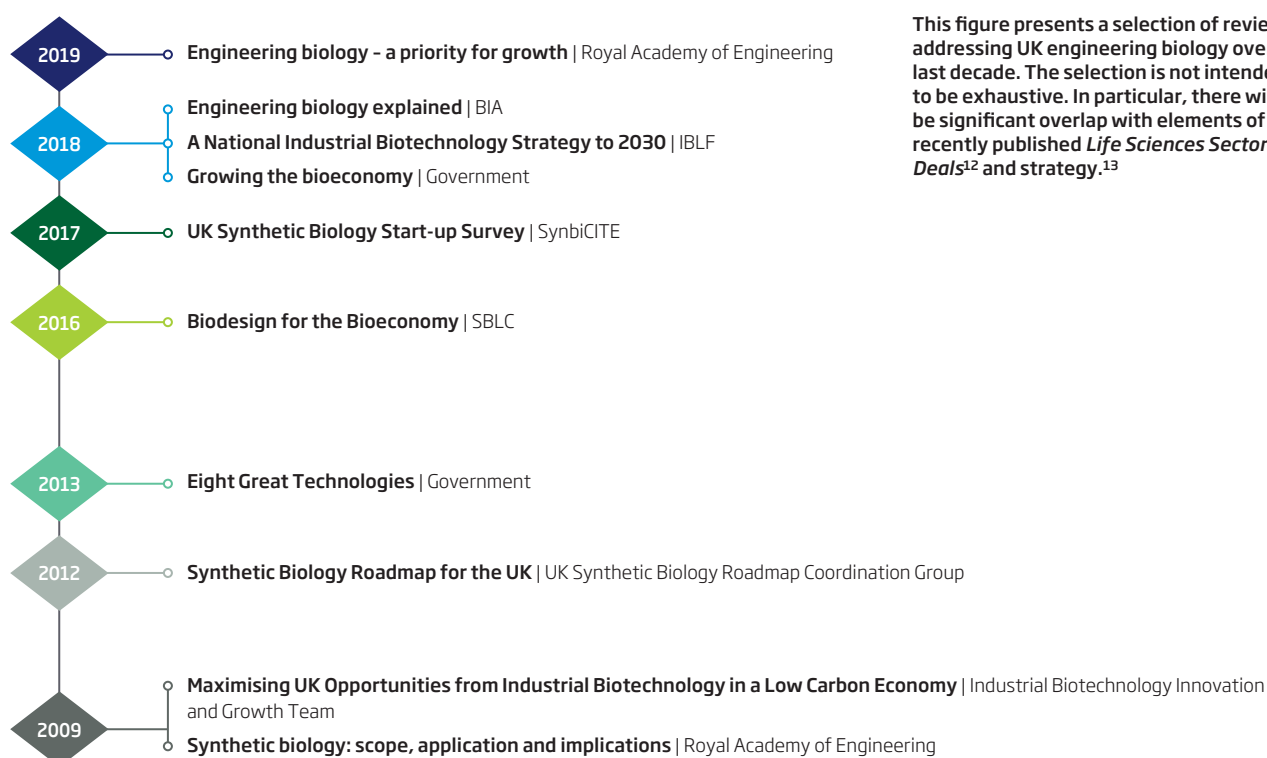 2019
Engineering biology – a priority for growth | Royal Academy of Engineering
2018
Engineering biology explained | BIA
A National Industrial Biotechnology Strategy to 2030 | IBLF
Growing the bioeconomy | Government
2017
UK Synthetic Biology Start-up Survey | SynbiCITE
2016
Biodesign for the Bioeconomy | SBLC
2013
Eight Great Technologies | Government
2012
Synthetic Biology Roadmap for the UK | UK Synthetic Biology Roadmap Coordination Group
2009
Maximising UK Opportunities from Industrial Biotechnology in a Low Carbon Economy | Industrial Biotechnology Innovation
and Growth Team
Synthetic biology: scope, application and implications | Royal Academy of Engineering
This figure presents a selection of
addressing UK engineering biology
last decade. The selection is not
to be exhaustive. In particular, there
be significant overlap with elements of
recently published Life Sciences Sector
Deals¹² and strategy.¹³